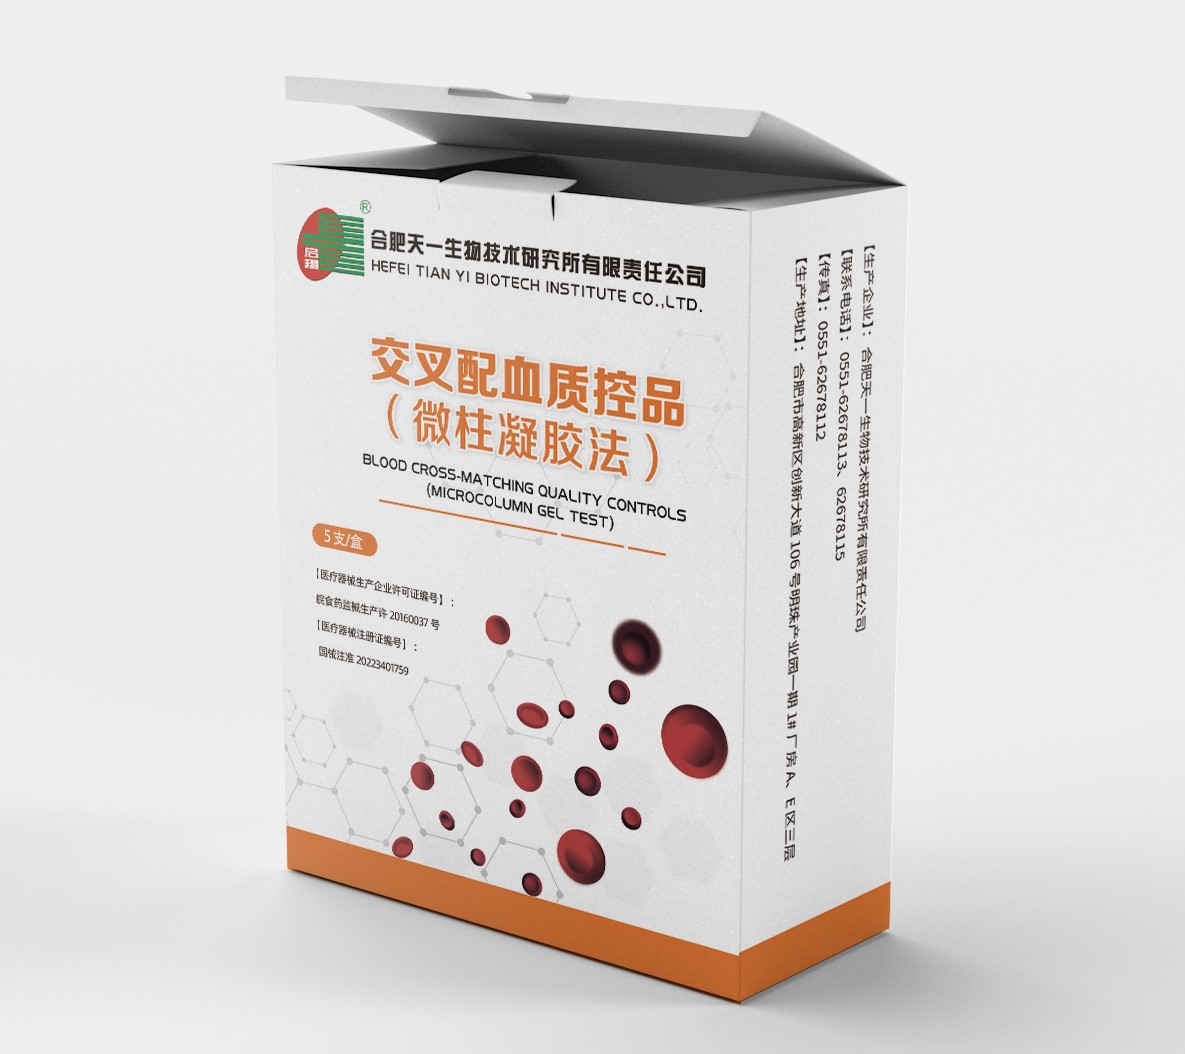 启翔
®
合肥天一生物技术研究所有限责任公司
HEFEI TIAN YI BIOTECH INSTITUTE CO.,LTD.
交叉配血质控品
（微柱凝胶法）
BLOOD CROSS-MATCHING QUALITY CONTROLS
(MICROCOLUMN GEL TEST)
5支/盒
【医疗器械生产企业许可证编号】：
皖食药监械生产许 20160037 号
【医疗器械注册证编号】：
国械注准 20223401759
【生产企业】：合肥天一生物技术研究所有限责任公司
【联系电话】：0551-62678113、62678115
【传真】：0551-62678112
【生产地址】：合肥市高新区创新大道 106 号明珠产业园一期 1# 厂房 A、E 区三层